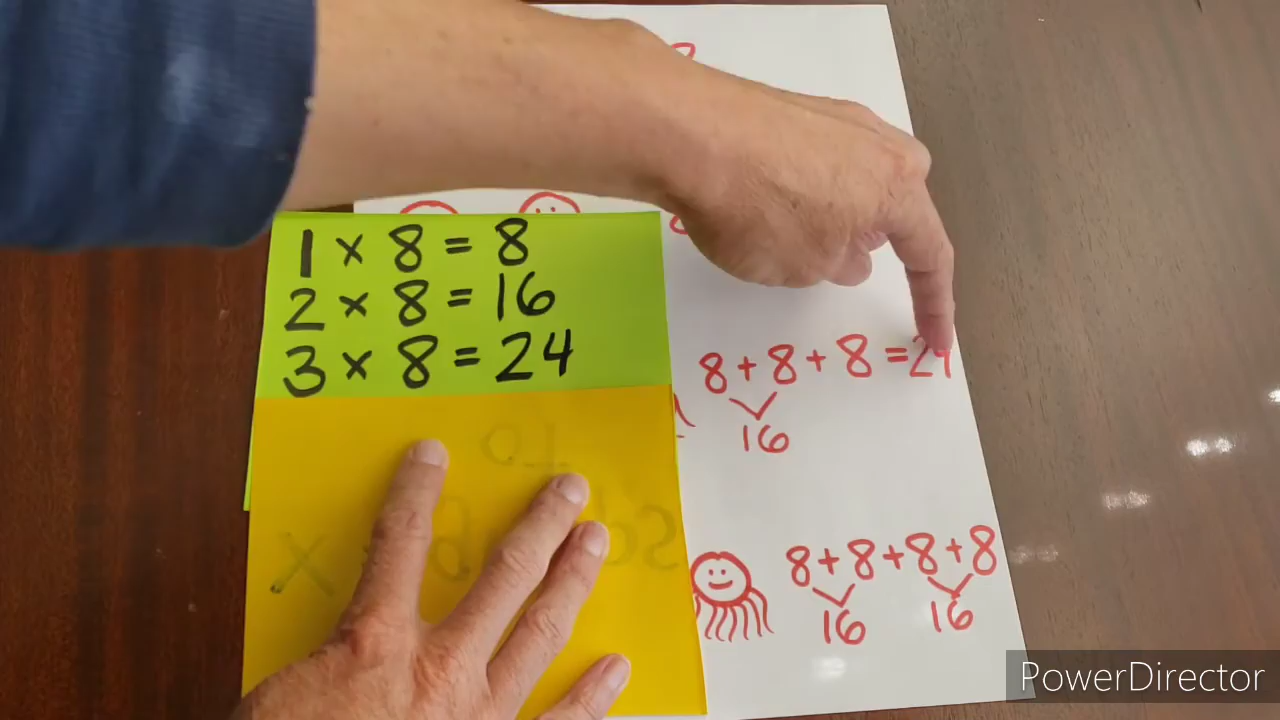 1 x 8 = 8
2 x 8 = 16
3 x 8 = 24
8 + 8 + 8 = 24
16
8 + 8 + 8 + 8
16 16
PowerDirector